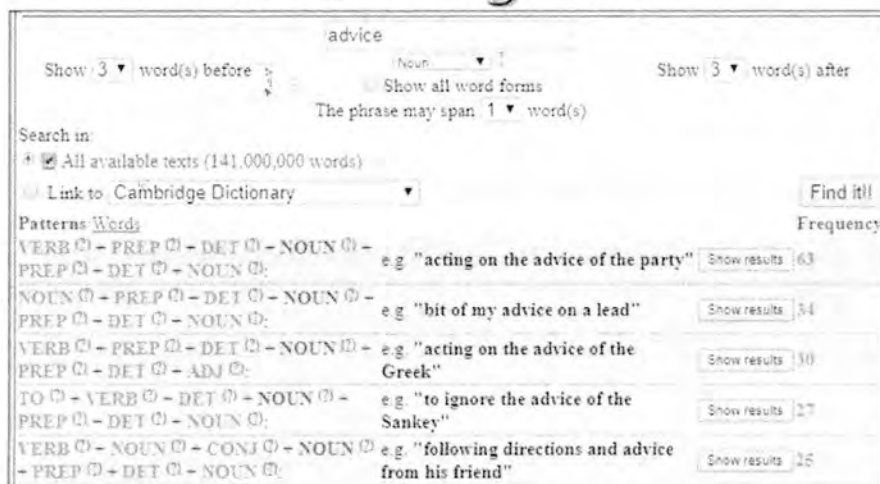 advice
Show 3 ▼ word(s) before Noun ▼ Show 3 ▼ word(s) after
Show all word forms
The phrase may span 1 ▼ word(s)
Search in:
All available texts (141,000,000 words)
Link to Cambridge Dictionary ▼ Find it!!
Patterns Words Frequency
VERB (?) + PREP (?) + DET (?) + NOUN (?) +
PREP (?) + DET (?) + NOUN (?): e.g. "acting on the advice of the party" Show results 63
NOUN (?) + PREP (?) + DET (?) + NOUN (?) +
PREP (?) + DET (?) + NOUN (?): e.g. "bit of my advice on a lead" Show results 34
VERB (?) + PREP (?) + DET (?) + NOUN (?) + e.g. "acting on the advice of the
PREP (?) + DET (?) + ADJ (?): Greek" Show results 30
TO (?) + VERB (?) + DET (?) + NOUN (?) + e.g. "to ignore the advice of the
PREP (?) + DET (?) + NOUN (?): Sankey" Show results 27
VERB (?) + NOUN (?) + CONJ (?) + NOUN (?) e.g. "following directions and advice
+ PREP (?) + DET (?) + NOUN (?): from his friend" Show results 26